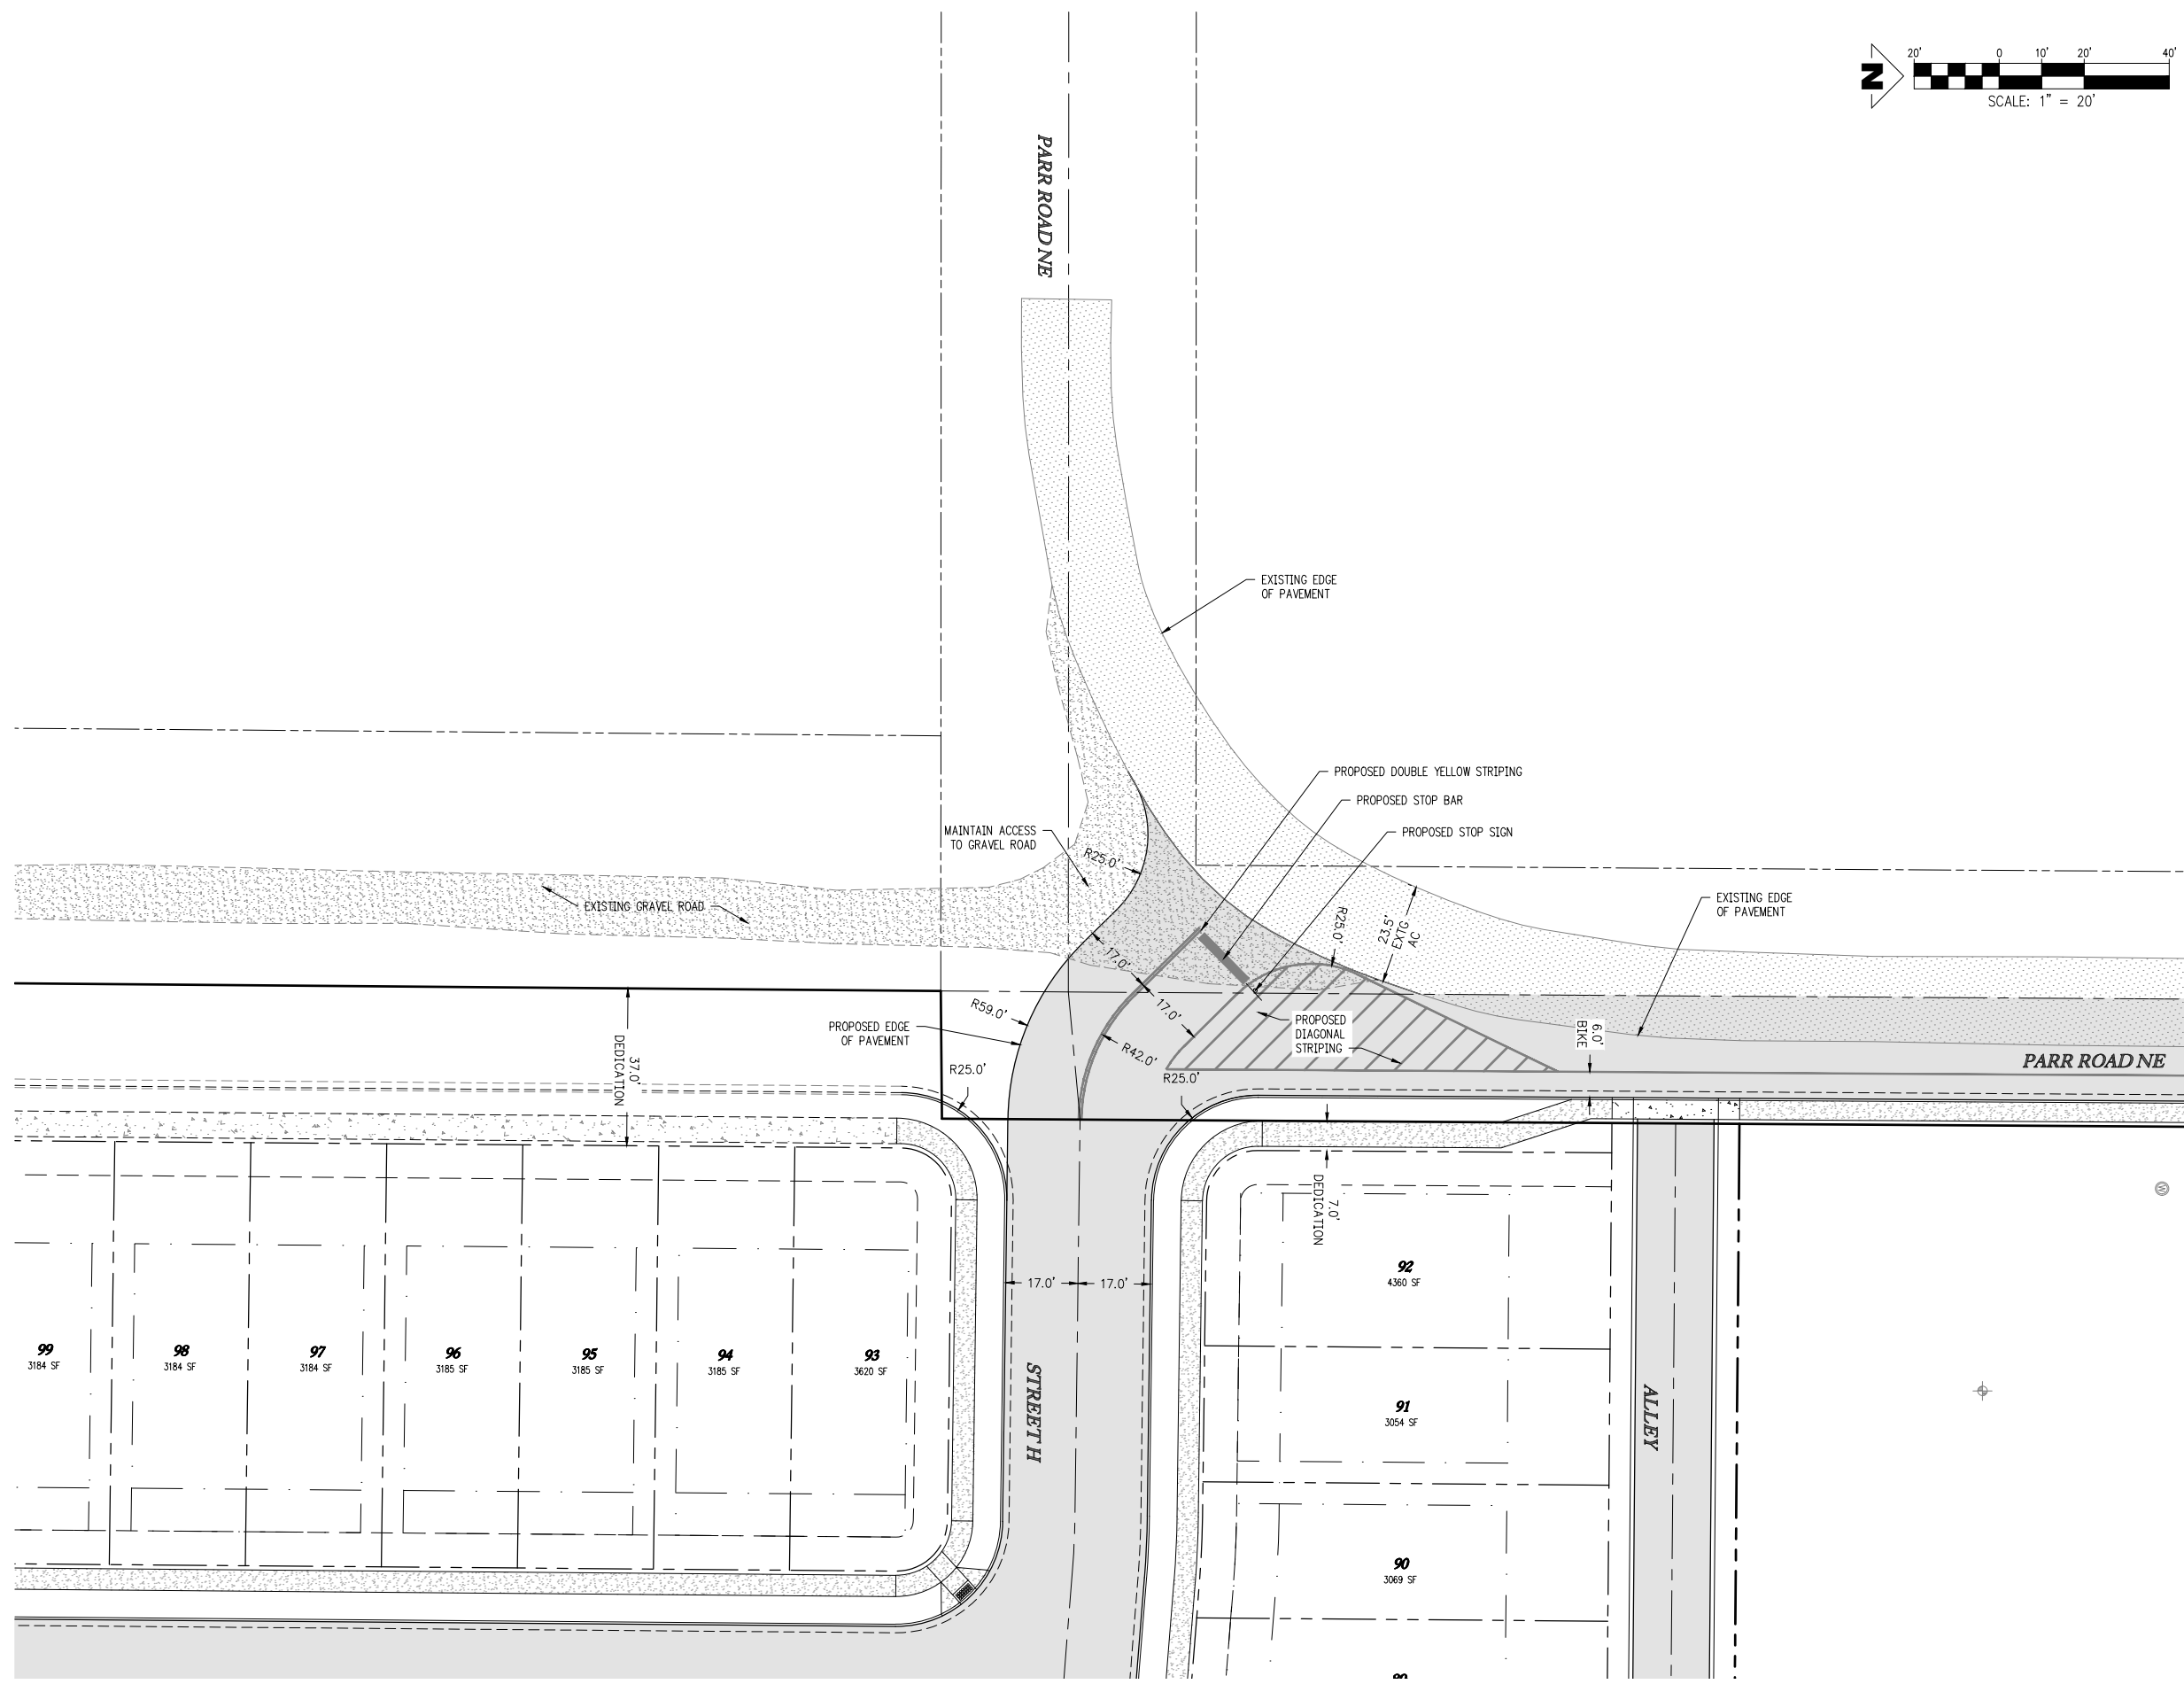 20' 0 10' 20' 40'
N
SCALE: 1" = 20'
PARR ROAD NE
EXISTING EDGE
OF PAVEMENT
PROPOSED DOUBLE YELLOW STRIPING
PROPOSED STOP BAR
PROPOSED STOP SIGN
MAINTAIN ACCESS
TO GRAVEL ROAD
R25.0'
EXISTING GRAVEL ROAD
R25.0'
23.5'
EXTG
AC
EXISTING EDGE
OF PAVEMENT
17.0'
17.0'
R59.0'
PROPOSED EDGE
OF PAVEMENT
R42.0'
PROPOSED
DIAGONAL
STRIPING
6.0'
BIKE
PARR ROAD NE
37.0'
DEDICATION
R25.0'
R25.0'
7.0'
DEDICATION
W
17.0' 17.0'
92
4360 SF
99
3184 SF
98
3184 SF
97
3184 SF
96
3185 SF
95
3185 SF
94
3185 SF
93
3620 SF
STREET H
91
3054 SF
ALLEY
90
3069 SF